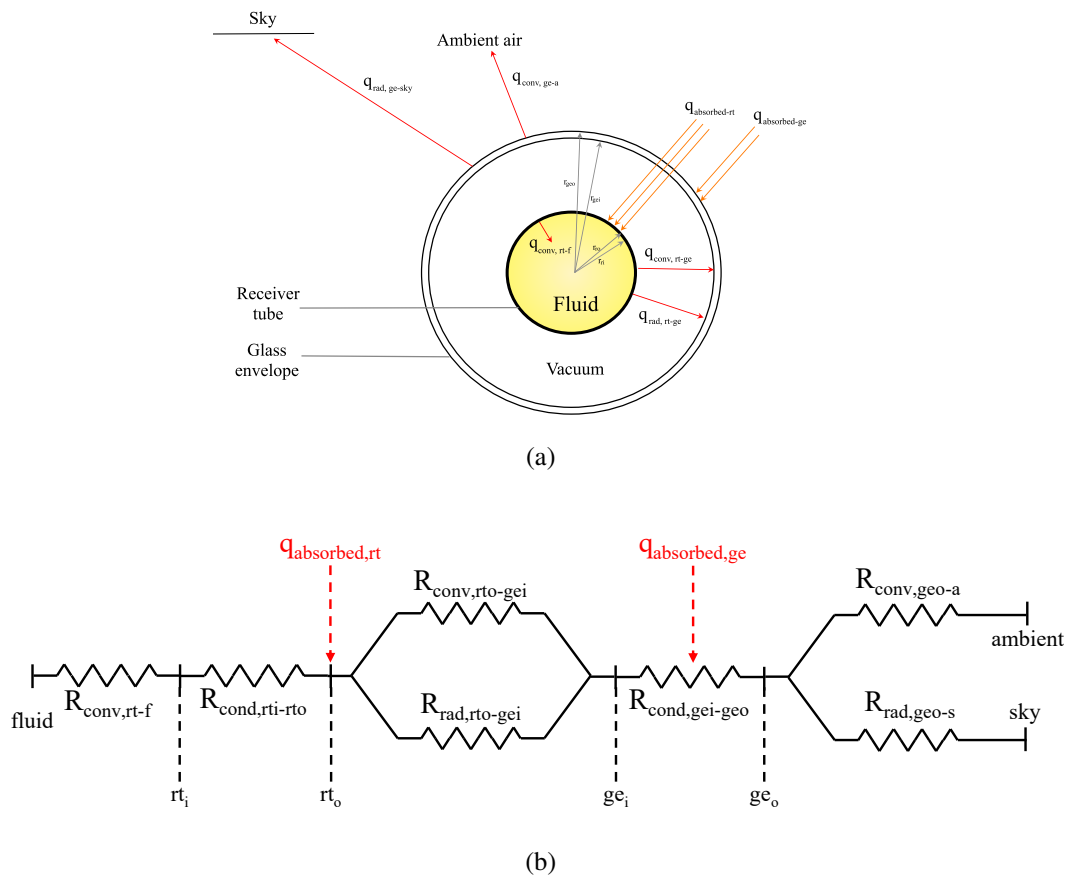 Sky
Ambient air
q_rad, ge-sky
q_conv, ge-a
q_absorbed-rt
q_absorbed-ge
r_geo
r_gei
q_conv, rt-f
r_ro
r_ri
q_conv, rt-ge
Receiver
tube
Fluid
q_rad, rt-ge
Glass
envelope
Vacuum
(a)
q_absorbed,rt
q_absorbed,ge
R_conv,rto-gei
R_conv,geo-a
ambient
fluid
R_conv,rt-f
R_cond,rti-rto
R_rad,rto-gei
R_cond,gei-geo
R_rad,geo-s
sky
rt_i
rt_o
ge_i
ge_o
(b)